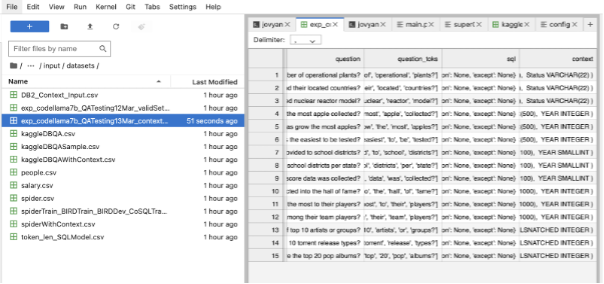 File Edit View Run Kernel Git Tabs Settings Help
+
Filter files by name
/ ··· / input / datasets /
Name Last Modified
DB2_Context_Input.csv 1 hour ago
exp_codellama7b_QATesting12Mar_validSet... 1 hour ago
exp_codellama7b_QATesting13Mar_context... 51 seconds ago
kaggleDBQA.csv 1 hour ago
kaggleDBQASample.csv 1 hour ago
kaggleDBQAWithContext.csv 1 hour ago
people.csv 1 hour ago
salary.csv 1 hour ago
spider.csv 1 hour ago
spiderTrain_BIRDTrain_BIRDDev_CoSQLTra... 1 hour ago
spiderWithContext.csv 1 hour ago
token_len_SQLModel.csv 1 hour ago
jovyan × exp_c × jovyan × main.p × superl × kaggle × config × +
Delimiter: ,
question question_toks sql context
1 ber of operational plants? of', 'operational', 'plants?'] on': None, 'except': None} (, Status VARCHAR(22) )
2 d their located countries? eir', 'located', 'countries?'] on': None, 'except': None} (, Status VARCHAR(22) )
3 d nuclear reactor model? uclear', 'reactor', 'model?'] on': None, 'except': None} (, Status VARCHAR(22) )
4 the most apple collected? 'most', 'apple', 'collected?'] on': None, 'except': None} (500), YEAR INTEGER )
5 as grow the most apples? ow', 'the', 'most', 'apples?'] on': None, 'except': None} (500), YEAR INTEGER )
6 s the easiest to be tested? easiest', 'to', 'be', 'tested?'] on': None, 'except': None} (500), YEAR INTEGER )
7 ovided to school districts? d', 'to', 'school', 'districts?'] on': None, 'except': None} 100), YEAR SMALLINT )
8 school districts per state? ol', 'districts', 'per', 'state?'] on': None, 'except': None} 100), YEAR SMALLINT )
9 score data was collected? , 'data', 'was', 'collected?'] on': None, 'except': None} 100), YEAR SMALLINT )
10 cted into the hall of fame? o', 'the', 'hall', 'of', 'fame?'] on': None, 'except': None} 1000), YEAR INTEGER )
11 the most to their players? ost', 'to', 'their', 'players?'] on': None, 'except': None} 1000), YEAR INTEGER )
12 mong their team players? 'their', 'team', 'players?'] on': None, 'except': None} 1000), YEAR INTEGER )
13 f top 10 artists or groups? 10', 'artists', 'or', 'groups?'] on': None, 'except': None} LSNATCHED INTEGER )
14 10 torrent release types? orrent', 'release', 'types?'] on': None, 'except': None} LSNATCHED INTEGER )
15 e the top 20 pop albums? 'top', '20', 'pop', 'albums?'] on': None, 'except': None} LSNATCHED INTEGER )